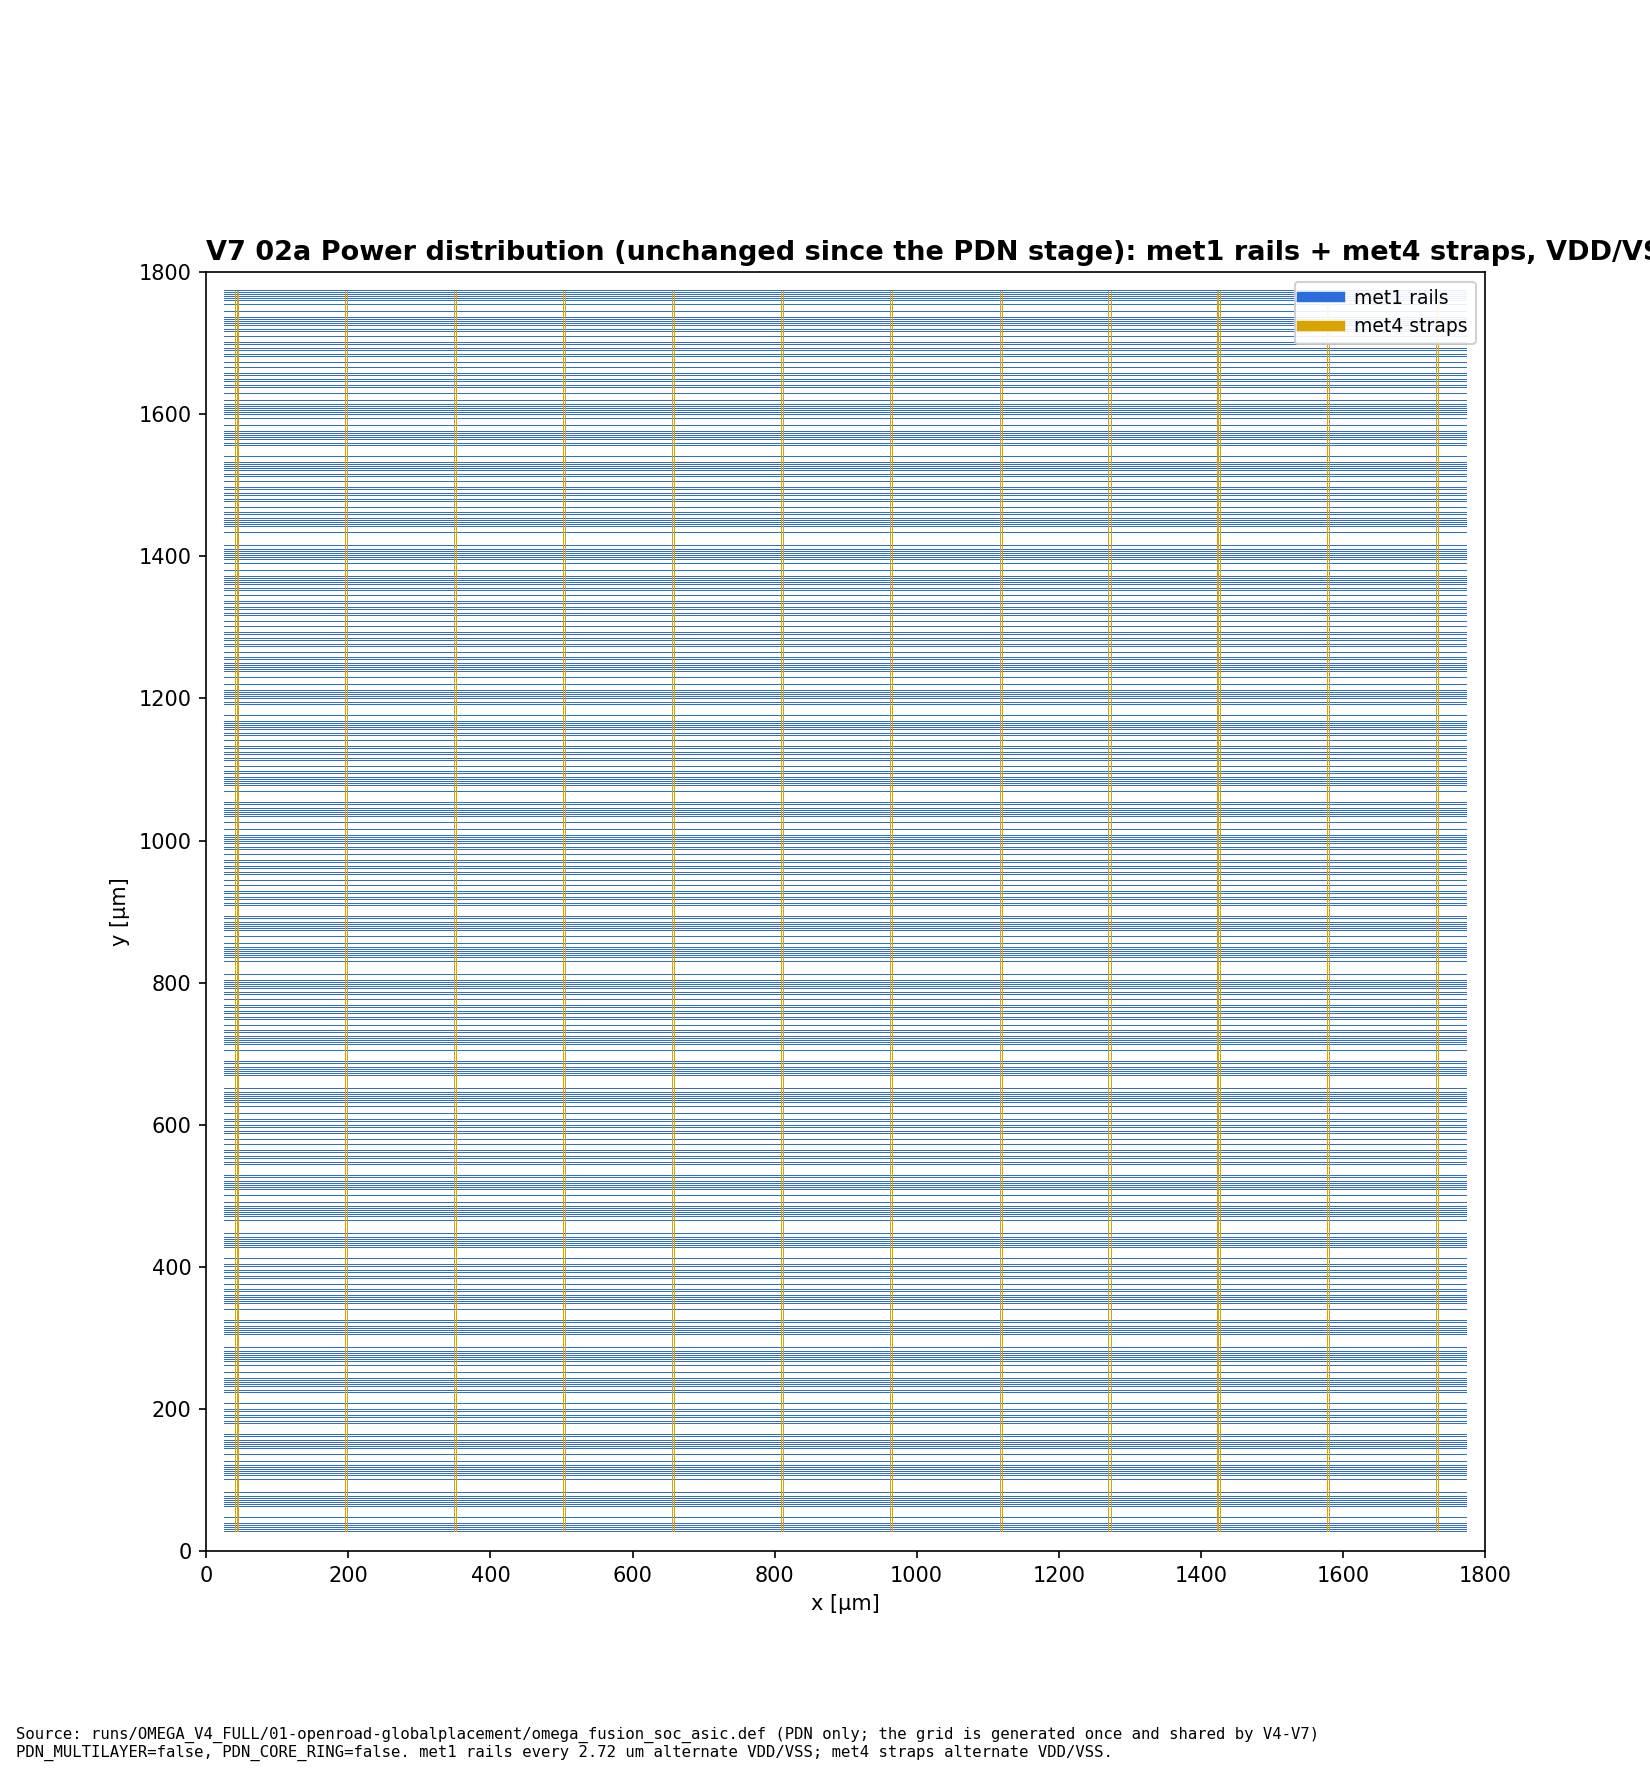 V7 02a Power distribution (unchanged since the PDN stage): met1 rails + met4 straps, VDD/VS
met1 rails
met4 straps
1800
1600
1400
1200
1000
800
600
400
200
0
y [µm]
0 200 400 600 800 1000 1200 1400 1600 1800
x [µm]
Source: runs/OMEGA_V4_FULL/01-openroad-globalplacement/omega_fusion_soc_asic.def (PDN only; the grid is generated once and shared by V4-V7)
PDN_MULTILAYER=false, PDN_CORE_RING=false. met1 rails every 2.72 um alternate VDD/VSS; met4 straps alternate VDD/VSS.